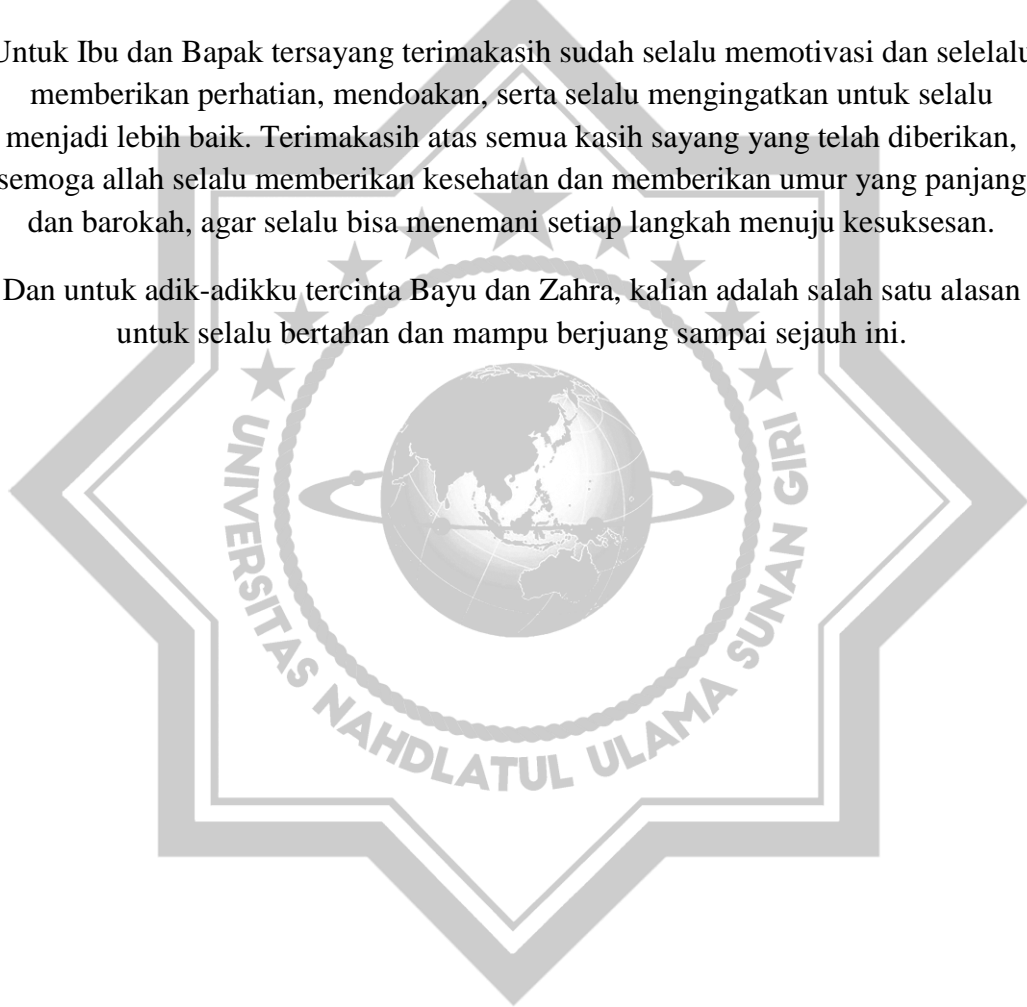 Untuk Ibu dan Bapak tersayang terimakasih sudah selalu memotivasi dan selelalu
memberikan perhatian, mendoakan, serta selalu mengingatkan untuk selalu
menjadi lebih baik. Terimakasih atas semua kasih sayang yang telah diberikan,
semoga allah selalu memberikan kesehatan dan memberikan umur yang panjang
dan barokah, agar selalu bisa menemani setiap langkah menuju kesuksesan.
Dan untuk adik-adikku tercinta Bayu dan Zahra, kalian adalah salah satu alasan
untuk selalu bertahan dan mampu berjuang sampai sejauh ini.
UNIVERSITAS NAHDLATUL ULAMA SUNAN GIRI